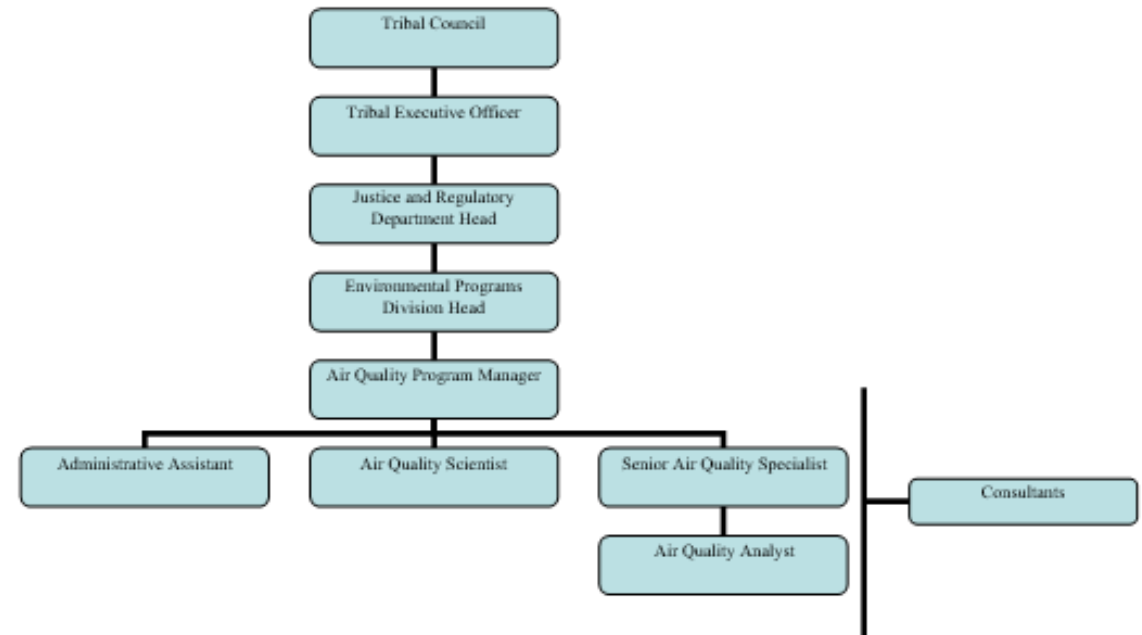 Tribal Council
Tribal Executive Officer
Justice and Regulatory
Department Head
Environmental Programs
Division Head
Air Quality Program Manager
Administrative Assistant
Air Quality Scientist
Senior Air Quality Specialist
Consultants
Air Quality Analyst